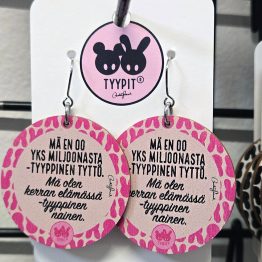 TYYPIT®
MÄ EN OO
YKS MILJOONASTA
-TYYPPINEN TYTTÖ.
Mä olen
kerran elämässä
-tyyppinen
nainen.
MÄ EN OO
YKS MILJOONASTA
-TYYPPINEN TYTTÖ.
Mä olen
kerran elämässä
-tyyppinen
nainen.